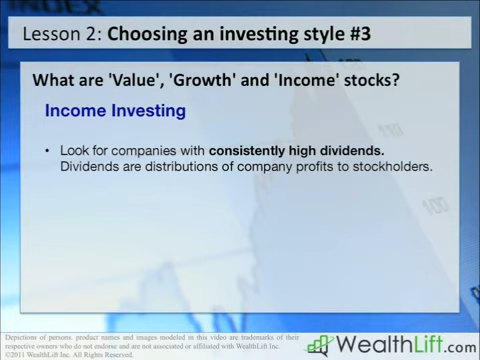 INDEX
Lesson 2: Choosing an investing style #3
What are 'Value', 'Growth' and 'Income' stocks?
Income Investing
110
• Look for companies with consistently high dividends.
Dividends are distributions of company profits to stockholders.
100
Depictions of persons, product names and images modeled in this video are trademarks of their
respective owners who do not endorse and are not associated or affiliated with WealthLift Inc.
©2011 WealthLift Inc. All Rights Reserved.
WealthLift.com